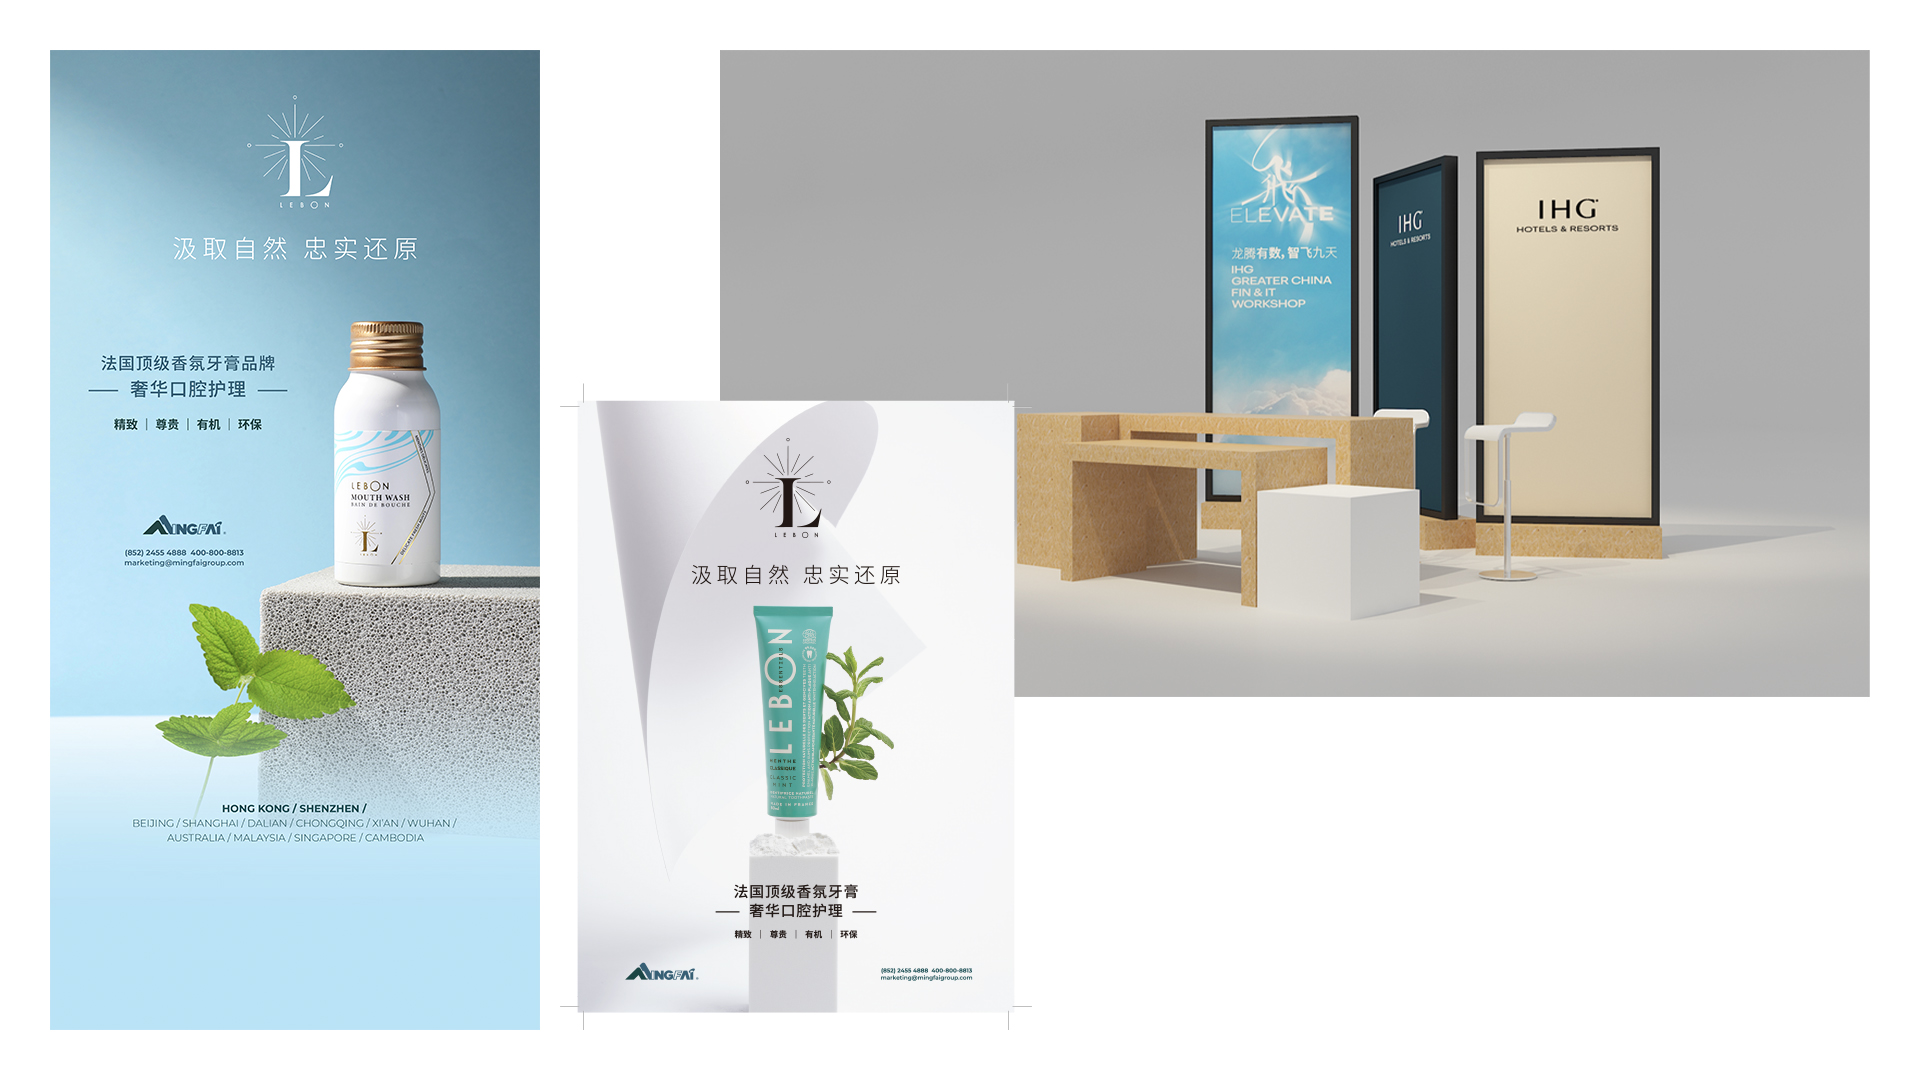 L
LEBON
汲取自然 忠实还原
法国顶级香氛牙膏品牌
奢华口腔护理
精致 | 尊贵 | 有机 | 环保
MINGFAI
(852) 2455 4888 400-800-8813
marketing@mingfaigroup.com
LEBON
MOUTH WASH
BAIN DE BOUCHE
L
HONG KONG / SHENZHEN /
BEIJING / SHANGHAI / DALIAN / CHONGQING / XI'AN / WUHAN /
AUSTRALIA / MALAYSIA / SINGAPORE / CAMBODIA
L
LEBON
汲取自然 忠实还原
LEBON
ESSENTIELS
MENTHE
CLASSIQUE
CLASSIC
MINT
MADE IN FRANCE
法国顶级香氛牙膏
奢华口腔护理
精致 | 尊贵 | 有机 | 环保
MINGFAI
(852) 2455 4888 400-800-8813
marketing@mingfaigroup.com
ELEVATE
龙腾有数,智飞九天
IHG
GREATER CHINA
FIN & IT
WORKSHOP
IHG
HOTELS & RESORTS
IHG
HOTELS & RESORTS